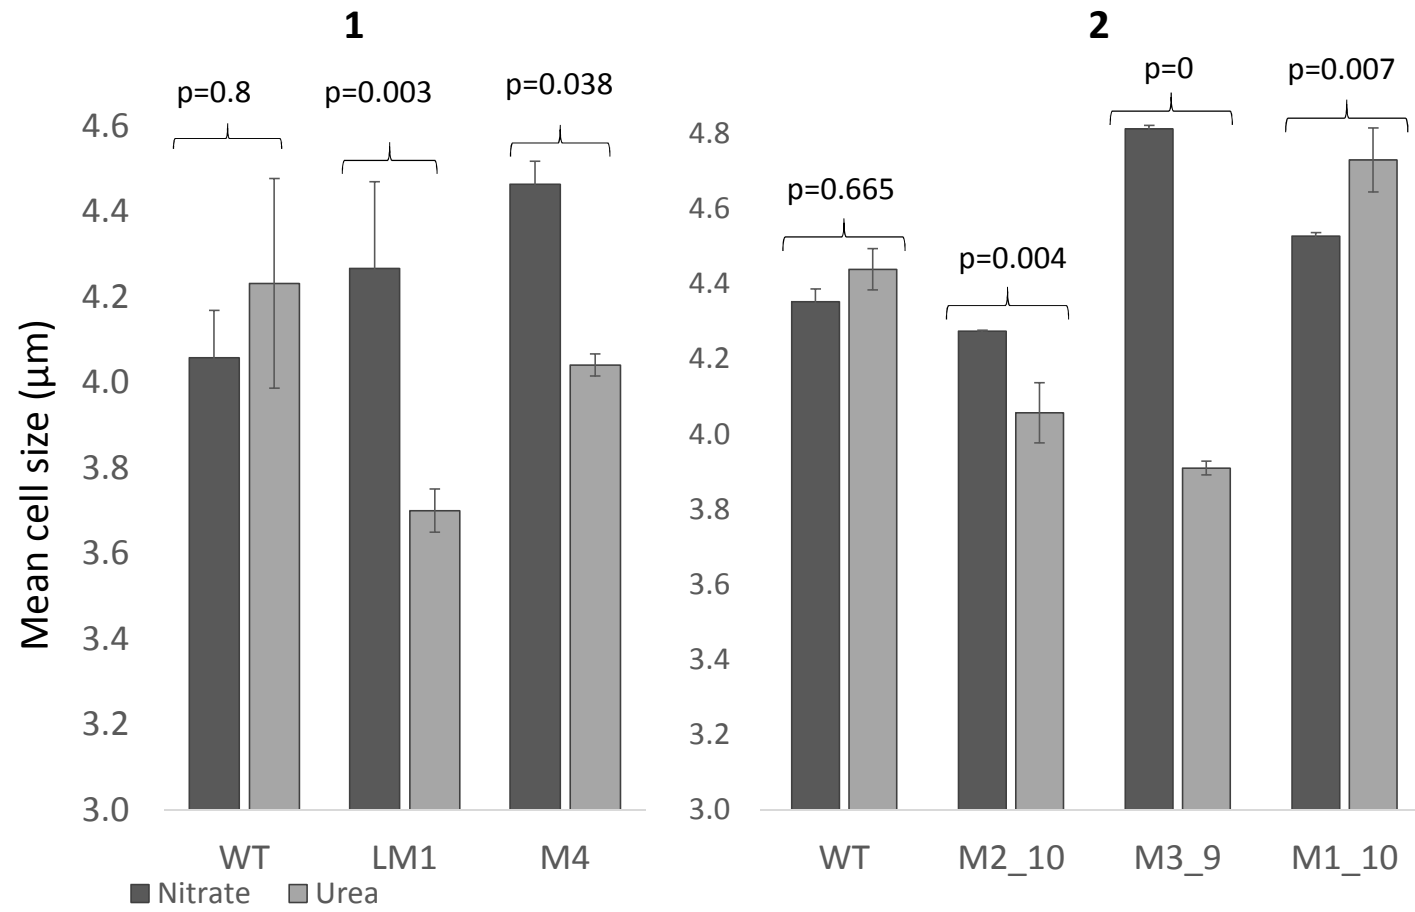 1
2
p=0.8
p=0.003
p=0.038
p=0.665
p=0.004
p=0
p=0.007
Mean cell size (µm)
4.6
4.4
4.2
4.0
3.8
3.6
3.4
3.2
3.0
4.8
4.6
4.4
4.2
4.0
3.8
3.6
3.4
3.2
3.0
WT
LM1
M4
WT
M2_10
M3_9
M1_10
Nitrate
Urea